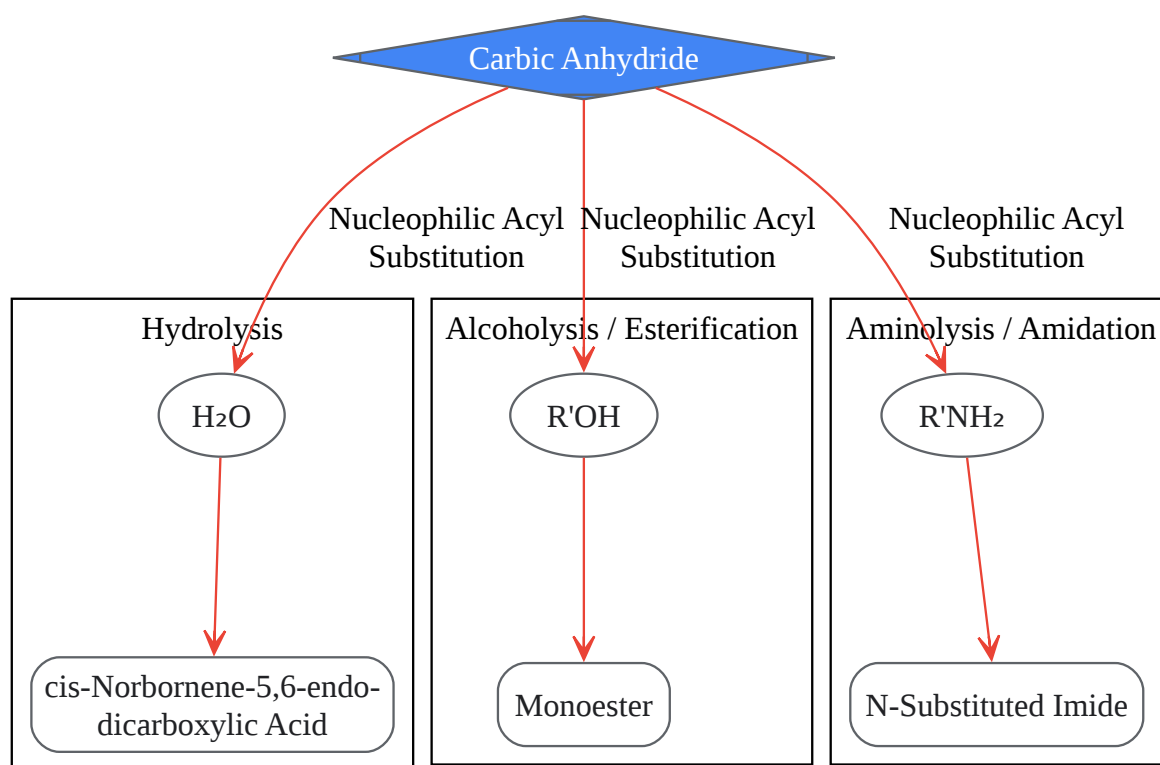 Carbic Anhydride
Nucleophilic Acyl
Substitution
Nucleophilic Acyl
Substitution
Nucleophilic Acyl
Substitution
Hydrolysis
H₂O
cis-Norbornene-5,6-endo-
dicarboxylic Acid
Alcoholysis / Esterification
R'OH
Monoester
Aminolysis / Amidation
R'NH₂
N-Substituted Imide